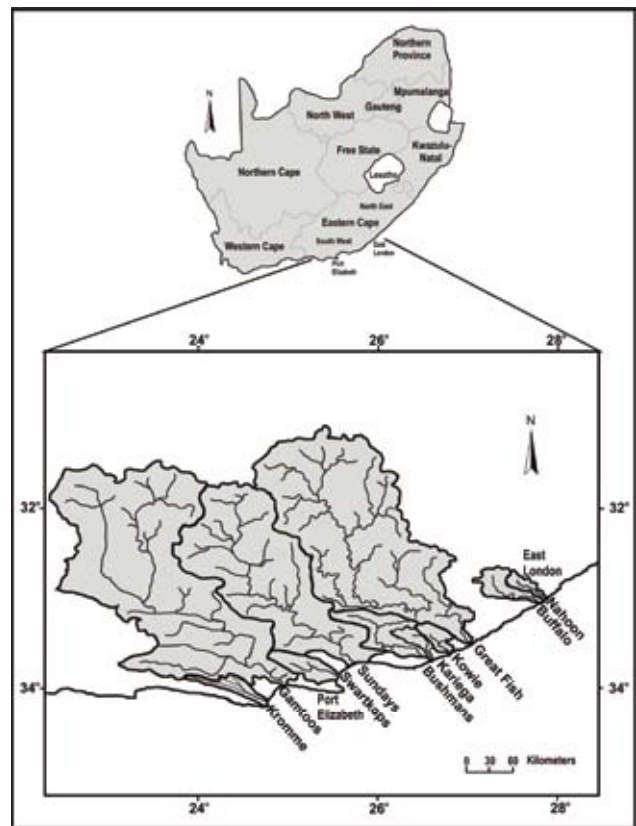 Northern
Province
Mpumalanga
N
Gauteng
North West
Kwazulu-
Natal
Free State
Lesotho
Northern Cape
North East
Eastern Cape
South West
Western Cape
East
London
Port
Elizabeth
24° 26° 28°
N
32° 32°
East
London
Nahoon
Buffalo
Great Fish
Kowie
Kariega
Bushmans
Sundays
Swartkops
Port
Elizabeth
Gamtoos
Kromme
34° 34°
0 30 60 Kilometers
24° 26° 28°